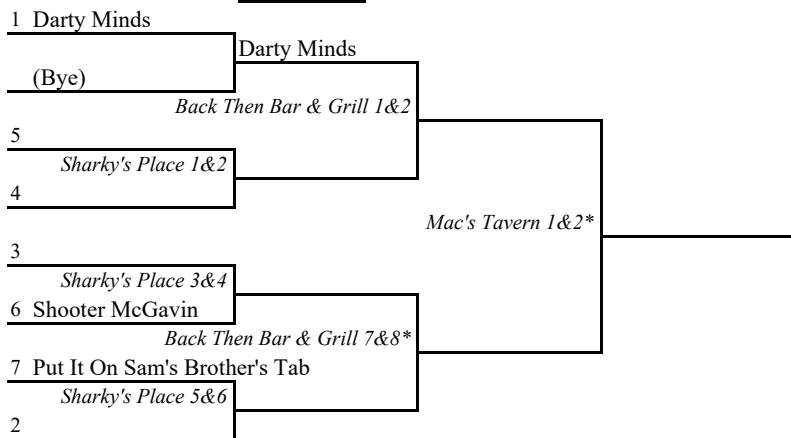 1 Darty Minds
Darty Minds
(Bye)
Back Then Bar & Grill 1&2
5
Sharky's Place 1&2
4
Mac's Tavern 1&2*
3
Sharky's Place 3&4
6 Shooter McGavin
Back Then Bar & Grill 7&8*
7 Put It On Sam's Brother's Tab
Sharky's Place 5&6
2